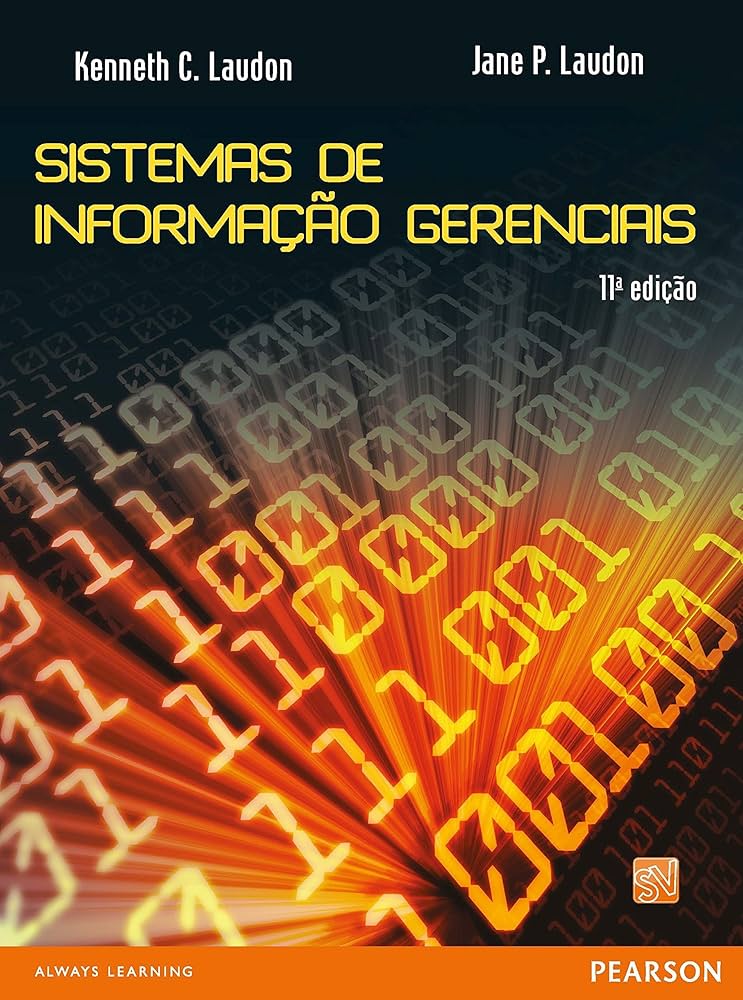 Kenneth C. Laudon
Jane P. Laudon
SISTEMAS DE
INFORMAÇÃO GERENCIAIS
11ª edição
SV
ALWAYS LEARNING
PEARSON